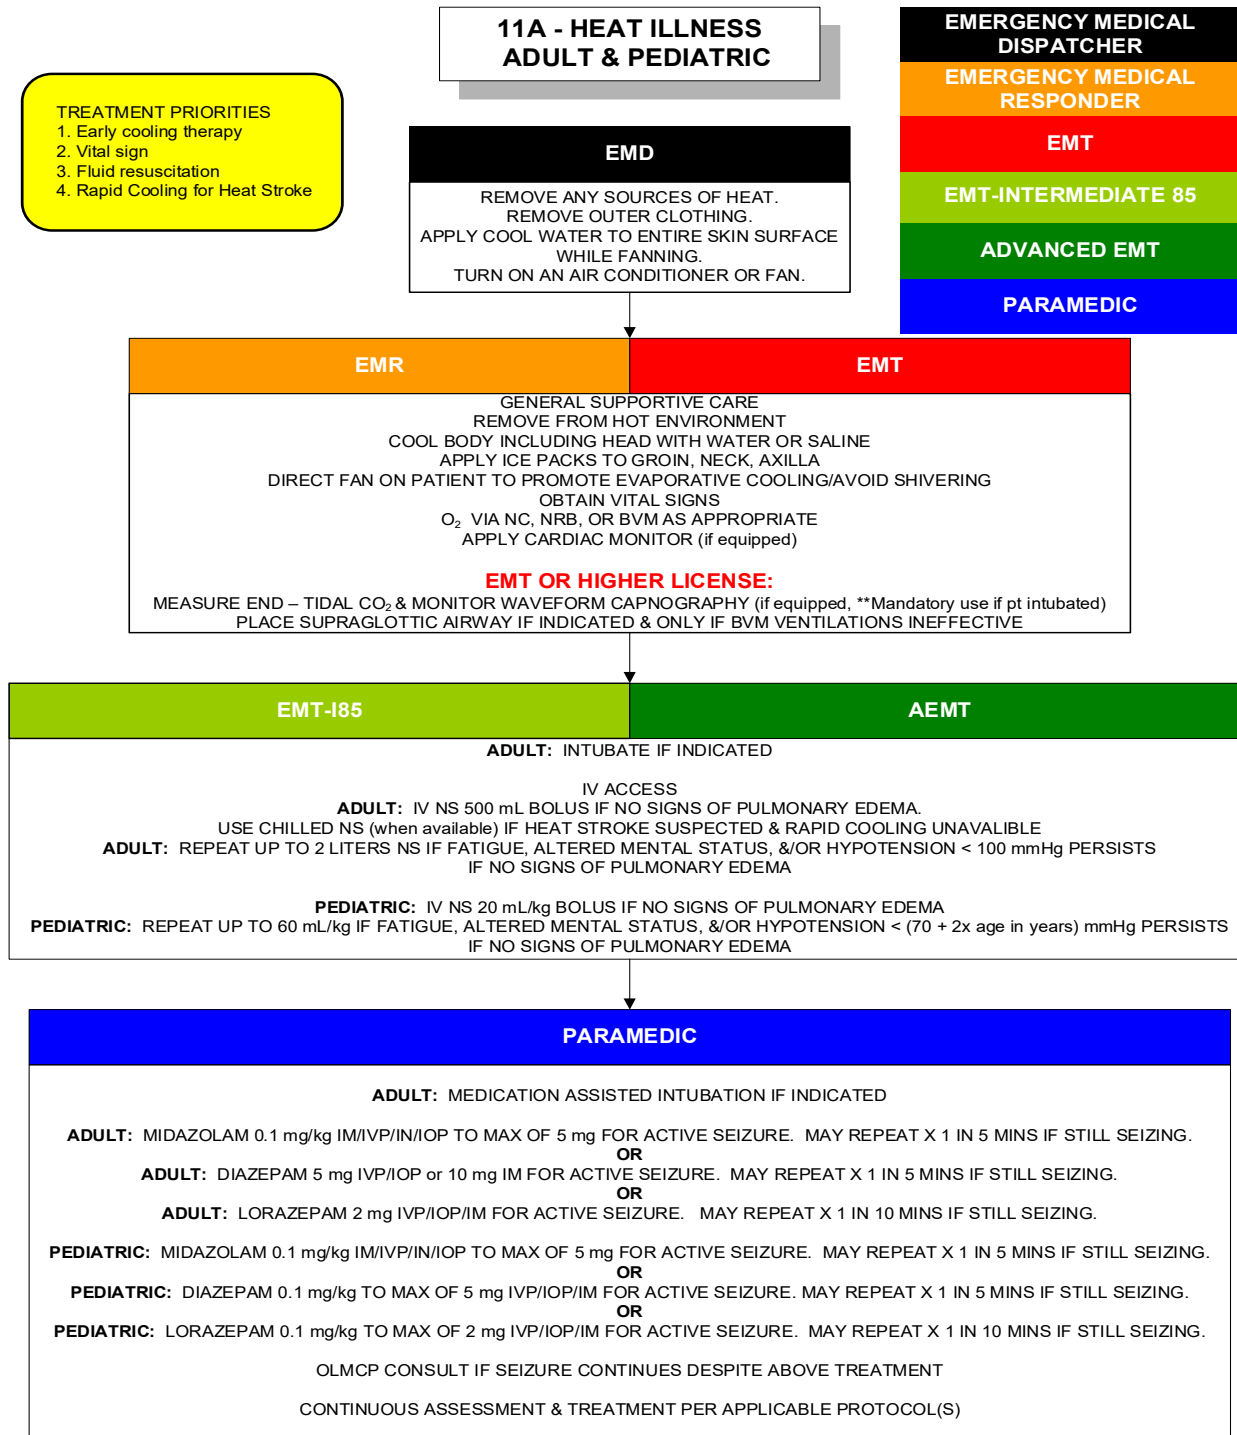 11A - HEAT ILLNESS
ADULT & PEDIATRIC
EMERGENCY MEDICAL
DISPATCHER
EMERGENCY MEDICAL
RESPONDER
EMT
EMT-INTERMEDIATE 85
ADVANCED EMT
PARAMEDIC
TREATMENT PRIORITIES
1. Early cooling therapy
2. Vital sign
3. Fluid resuscitation
4. Rapid Cooling for Heat Stroke
EMD
REMOVE ANY SOURCES OF HEAT.
REMOVE OUTER CLOTHING.
APPLY COOL WATER TO ENTIRE SKIN SURFACE
WHILE FANNING.
TURN ON AN AIR CONDITIONER OR FAN.
EMR
EMT
GENERAL SUPPORTIVE CARE
REMOVE FROM HOT ENVIRONMENT
COOL BODY INCLUDING HEAD WITH WATER OR SALINE
APPLY ICE PACKS TO GROIN, NECK, AXILLA
DIRECT FAN ON PATIENT TO PROMOTE EVAPORATIVE COOLING/AVOID SHIVERING
OBTAIN VITAL SIGNS
O₂ VIA NC, NRB, OR BVM AS APPROPRIATE
APPLY CARDIAC MONITOR (if equipped)
EMT OR HIGHER LICENSE:
MEASURE END – TIDAL CO₂ & MONITOR WAVEFORM CAPNOGRAPHY (if equipped, **Mandatory use if pt intubated)
PLACE SUPRAGLOTTIC AIRWAY IF INDICATED & ONLY IF BVM VENTILATIONS INEFFECTIVE
EMT-I85
AEMT
ADULT: INTUBATE IF INDICATED
IV ACCESS
ADULT: IV NS 500 mL BOLUS IF NO SIGNS OF PULMONARY EDEMA.
USE CHILLED NS (when available) IF HEAT STROKE SUSPECTED & RAPID COOLING UNAVALIBLE
ADULT: REPEAT UP TO 2 LITERS NS IF FATIGUE, ALTERED MENTAL STATUS, &/OR HYPOTENSION < 100 mmHg PERSISTS
IF NO SIGNS OF PULMONARY EDEMA
PEDIATRIC: IV NS 20 mL/kg BOLUS IF NO SIGNS OF PULMONARY EDEMA
PEDIATRIC: REPEAT UP TO 60 mL/kg IF FATIGUE, ALTERED MENTAL STATUS, &/OR HYPOTENSION < (70 + 2x age in years) mmHg PERSISTS
IF NO SIGNS OF PULMONARY EDEMA
PARAMEDIC
ADULT: MEDICATION ASSISTED INTUBATION IF INDICATED
ADULT: MIDAZOLAM 0.1 mg/kg IM/IVP/IN/IOP TO MAX OF 5 mg FOR ACTIVE SEIZURE. MAY REPEAT X 1 IN 5 MINS IF STILL SEIZING.
OR
ADULT: DIAZEPAM 5 mg IVP/IOP or 10 mg IM FOR ACTIVE SEIZURE. MAY REPEAT X 1 IN 5 MINS IF STILL SEIZING.
OR
ADULT: LORAZEPAM 2 mg IVP/IOP/IM FOR ACTIVE SEIZURE. MAY REPEAT X 1 IN 10 MINS IF STILL SEIZING.
PEDIATRIC: MIDAZOLAM 0.1 mg/kg IM/IVP/IN/IOP TO MAX OF 5 mg FOR ACTIVE SEIZURE. MAY REPEAT X 1 IN 5 MINS IF STILL SEIZING.
OR
PEDIATRIC: DIAZEPAM 0.1 mg/kg TO MAX OF 5 mg IVP/IOP/IM FOR ACTIVE SEIZURE. MAY REPEAT X 1 IN 5 MINS IF STILL SEIZING.
OR
PEDIATRIC: LORAZEPAM 0.1 mg/kg TO MAX OF 2 mg IVP/IOP/IM FOR ACTIVE SEIZURE. MAY REPEAT X 1 IN 10 MINS IF STILL SEIZING.
OLMCP CONSULT IF SEIZURE CONTINUES DESPITE ABOVE TREATMENT
CONTINUOUS ASSESSMENT & TREATMENT PER APPLICABLE PROTOCOL(S)